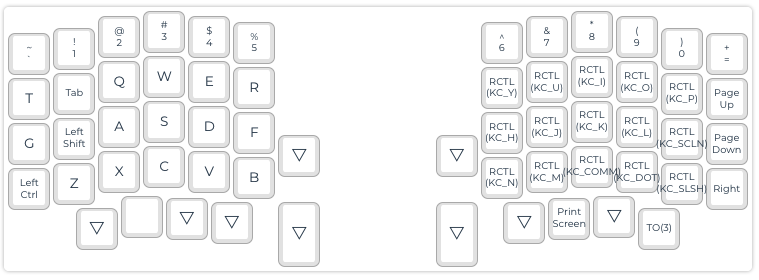 ~ ! @ # $ % ^ & * ( ) +
` 1 2 3 4 5 6 7 8 9 0 =
T Tab Q W E R RCTL (KC_Y) RCTL (KC_U) RCTL (KC_I) RCTL (KC_O) RCTL (KC_P) Page Up
G Left Shift A S D F RCTL (KC_H) RCTL (KC_J) RCTL (KC_K) RCTL (KC_L) RCTL (KC_SCLN) Page Down
Left Ctrl Z X C V B ▽ ▽ RCTL (KC_N) RCTL (KC_M) RCTL (KC_COMM) RCTL (KC_DOT) RCTL (KC_SLSH) Right
▽ ▽ ▽ ▽ ▽ ▽ Print Screen ▽ TO(3)